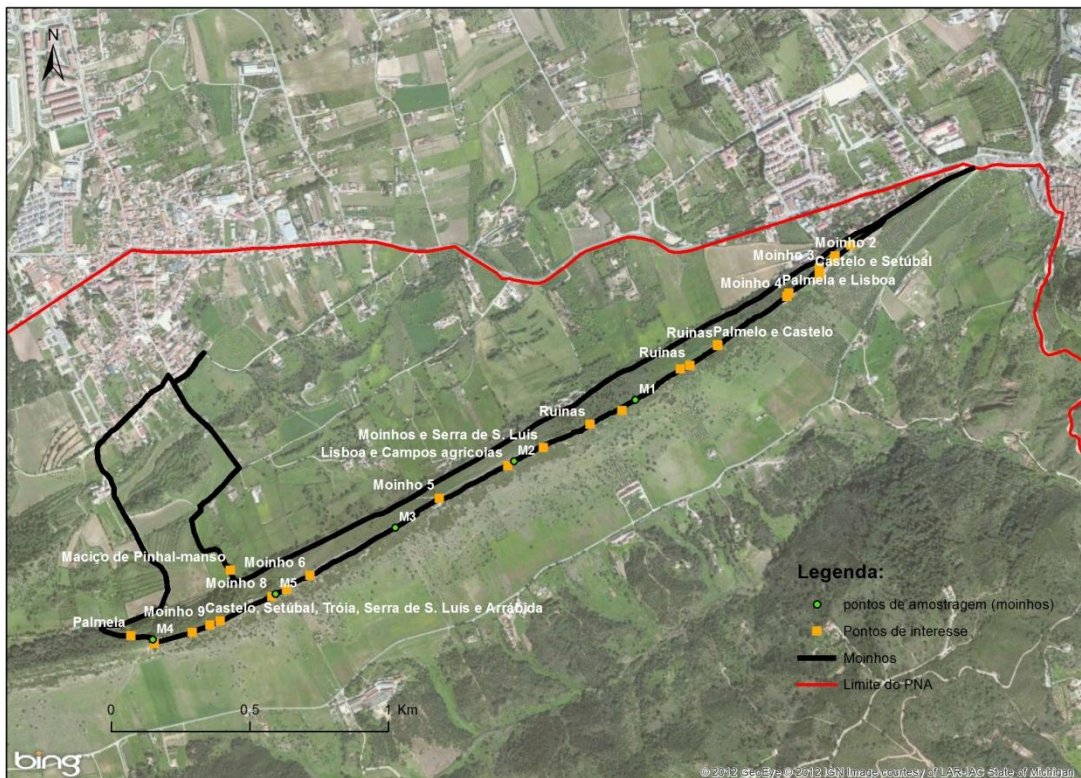 N
Moinho 2
Moinho 3
Castelo e Setúbal
Moinho 4
Palmela e Lisboa
Ruinas
Palmelo e Castelo
Ruinas
M1
Ruinas
Moinhos e Serra de S. Luis
Lisboa e Campos agrícolas
M2
Moinho 5
M3
Maciço de Pinhal-manso
Moinho 6
Moinho 8
M5
Moinho 9
Castelo, Setúbal, Tróia, Serra de S. Luis e Arrábida
Palmela
M4
Legenda:
pontos de amostragem (moinhos)
Pontos de interesse
Moinhos
Limite do PNA
0 0.5 1 Km
bing
© 2012 GeoEye © 2012 IGN Image courtesy of LAR-IAC State of Michigan